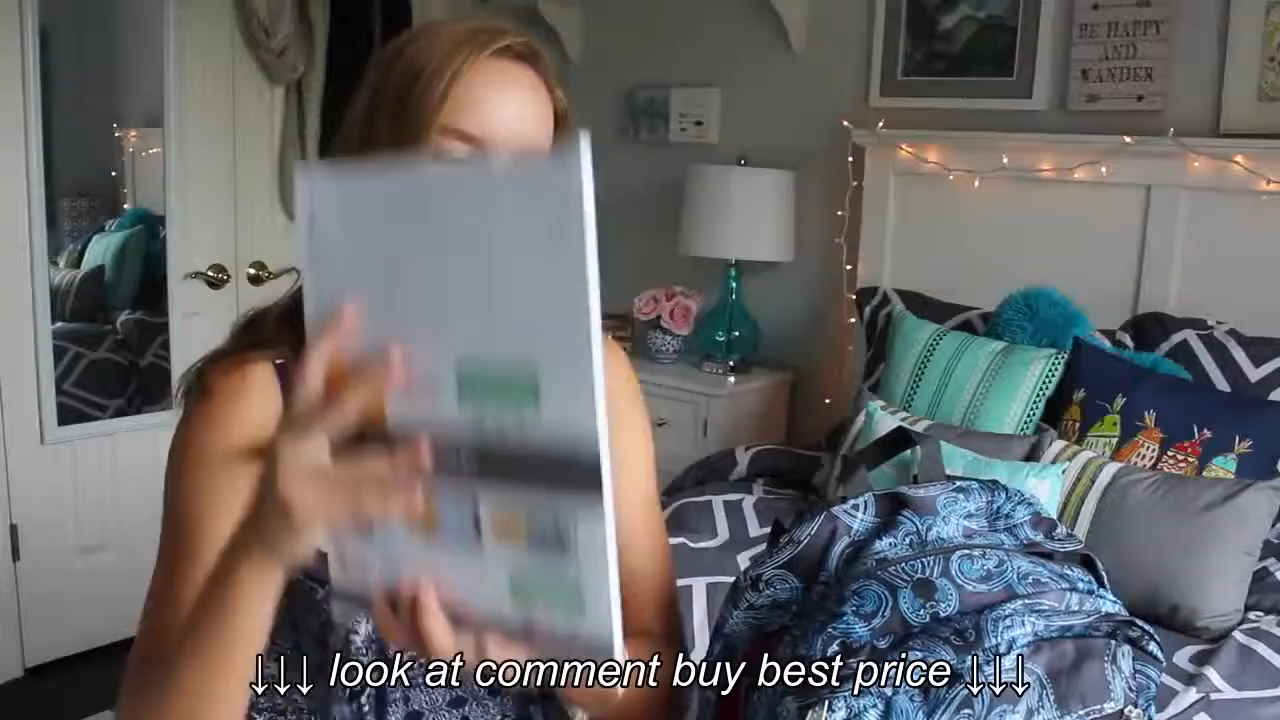 BE HAPPY
AND
WANDER
↓↓↓ look at comment buy best price ↓↓↓